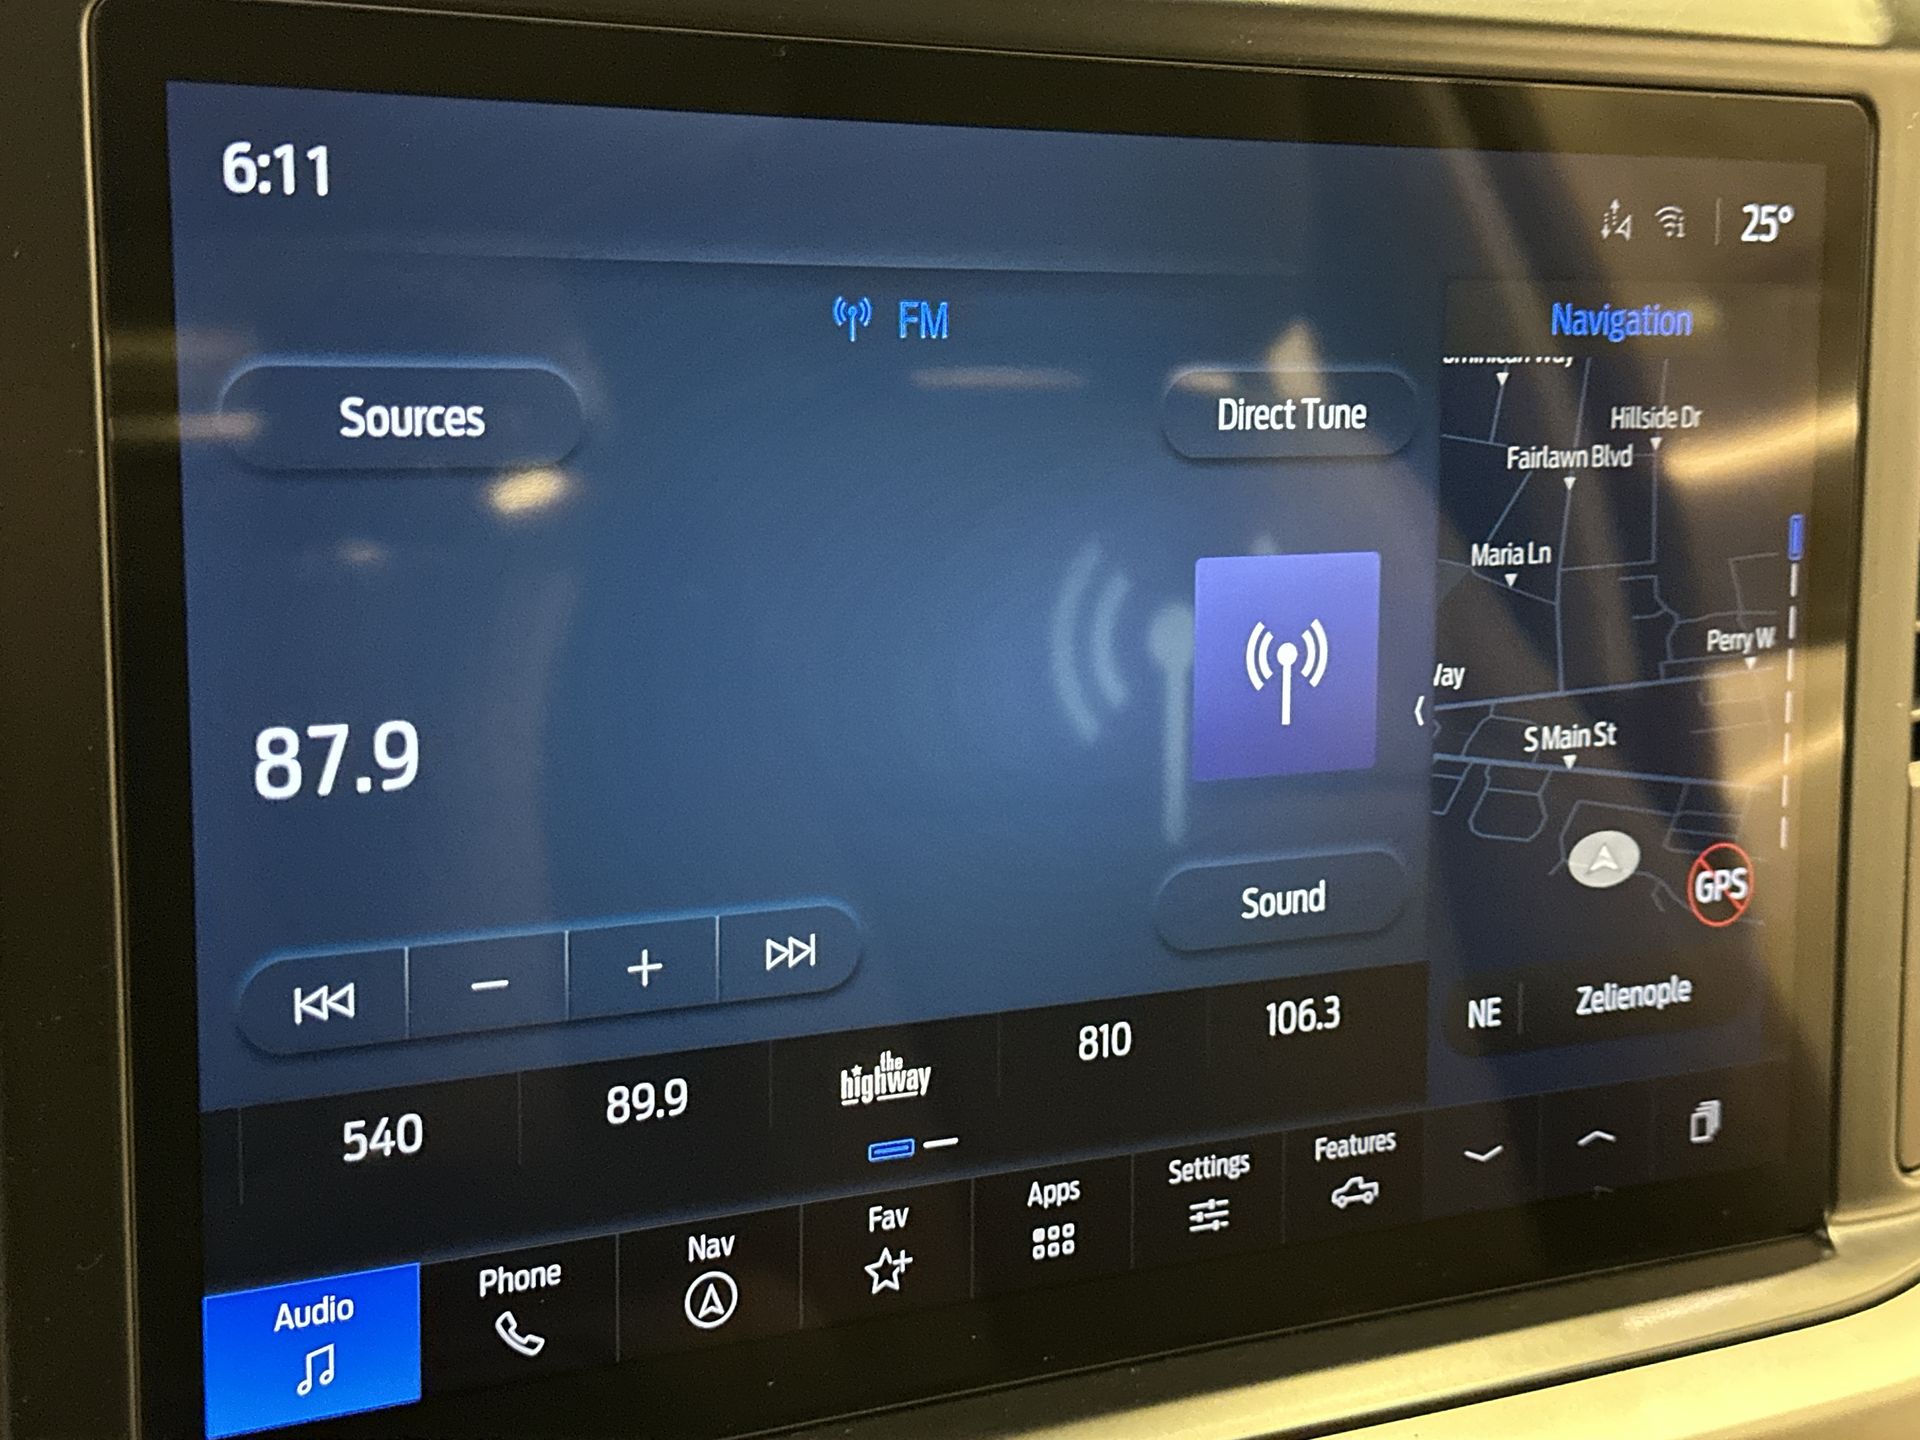 6:11
25°
FM
Navigation
Sources
Direct Tune
Hillside Dr
Fairlawn Blvd
Maria Ln
Perry W
87.9
S Main St
GPS
Sound
NE
Zelienople
540
89.9
the
highway
810
106.3
Audio
Phone
Nav
Fav
Apps
Settings
Features